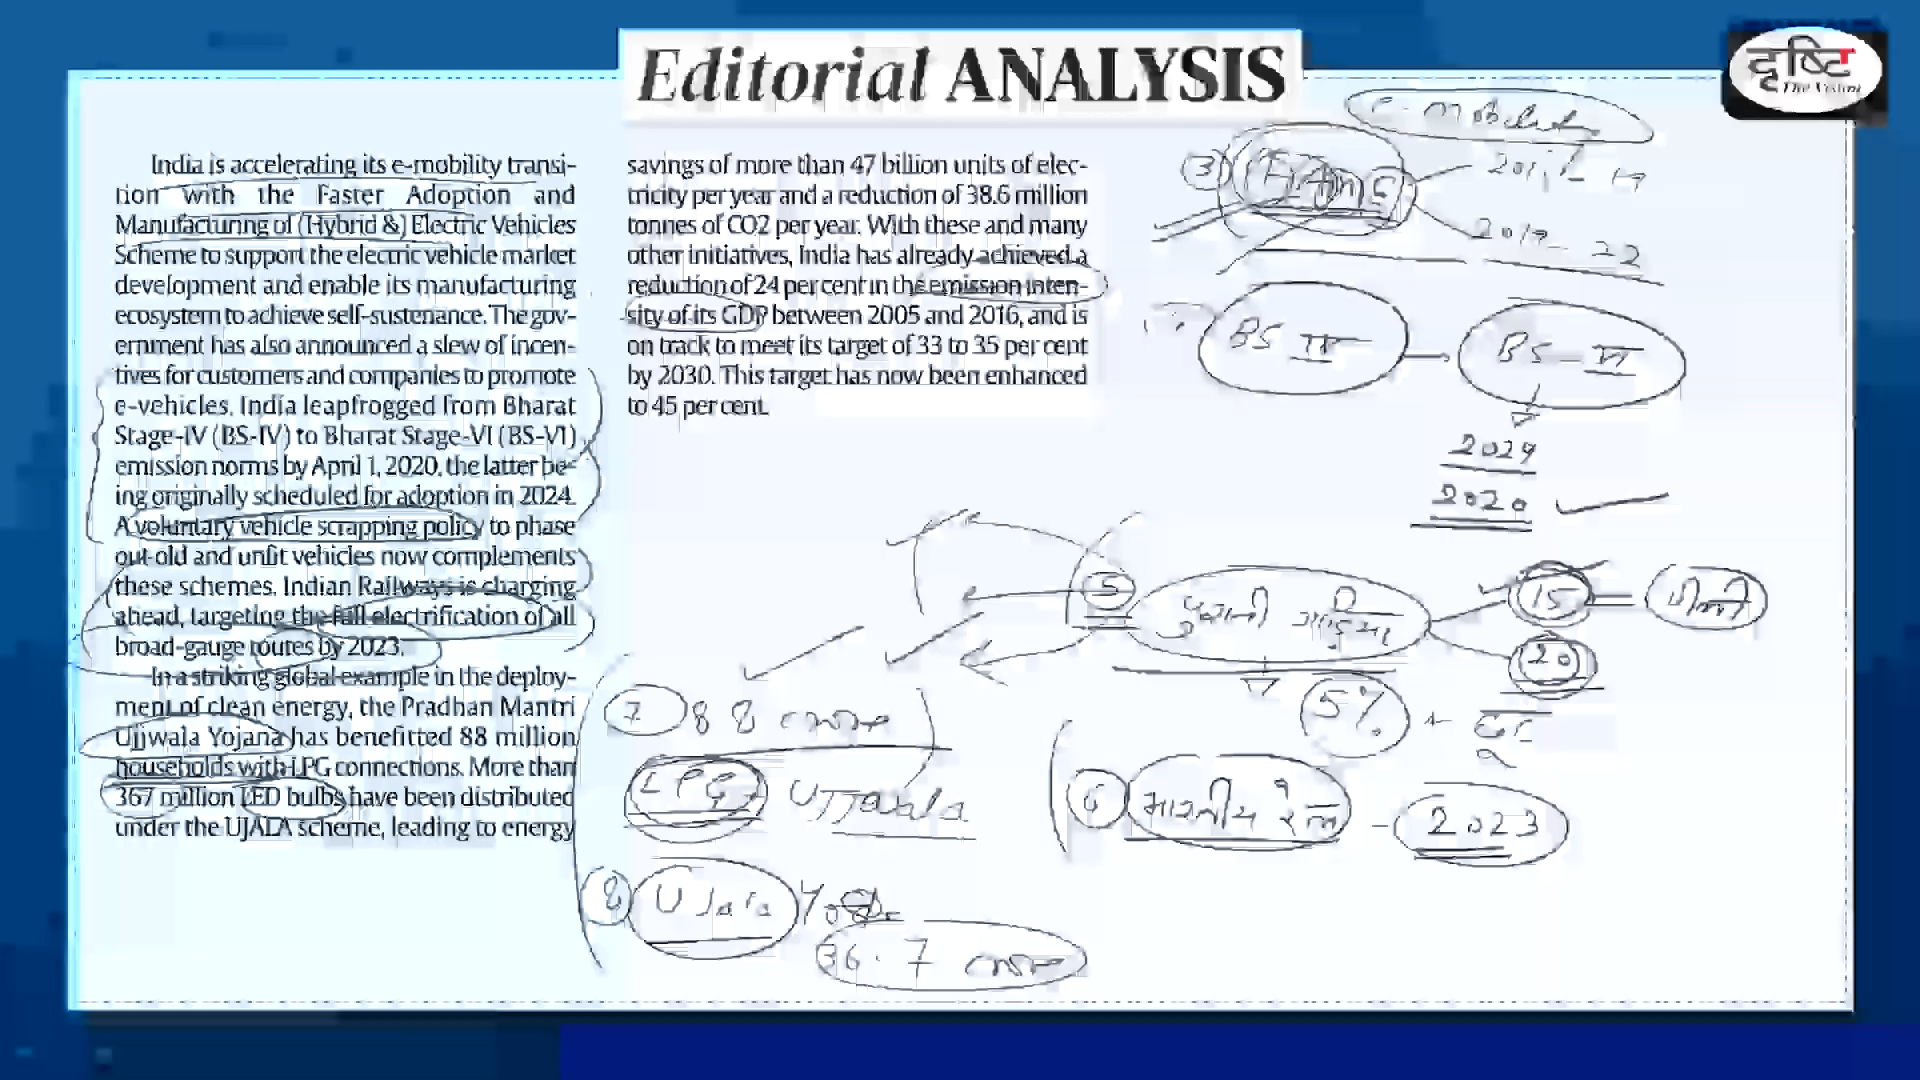 Editorial ANALYSIS
दृष्टि
The Vision
India is accelerating its e-mobility transi-
tion with the Faster Adoption and
Manufacturing of (Hybrid &) Electric Vehicles
Scheme to support the electric vehicle market
development and enable its manufacturing
ecosystem to achieve self-sustenance. The gov-
ernment has also announced a slew of incen-
tives for customers and companies to promote
e-vehicles. India leapfrogged from Bharat
Stage-IV (BS-IV) to Bharat Stage-VI (BS-VI)
emission norms by April 1, 2020, the latter be-
ing originally scheduled for adoption in 2024.
A voluntary vehicle scrapping policy to phase
out old and unfit vehicles now complements
these schemes. Indian Railways is charging
ahead, targeting the full electrification of all
broad-gauge routes by 2023.
In a striking global example in the deploy-
ment of clean energy, the Pradhan Mantri
Ujjwala Yojana has benefitted 88 million
households with LPG connections. More than
367 million LED bulbs have been distributed
under the UJALA scheme, leading to energy
savings of more than 47 billion units of elec-
tricity per year and a reduction of 38.6 million
tonnes of CO2 per year. With these and many
other initiatives, India has already achieved a
reduction of 24 per cent in the emission inten-
sity of its GDP between 2005 and 2016, and is
on track to meet its target of 33 to 35 per cent
by 2030. This target has now been enhanced
to 45 per cent.
3 FAME
2019-22
BS IV → BS-VI
2024
2020
5 पुरानी गाड़िया
15
20
5%
7 8 8
LPG Ujjawala
6 भारतीय रेल - 2023
8 UJala
36.7